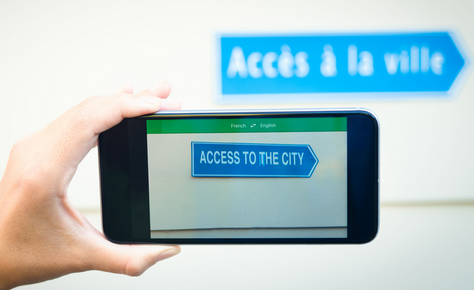 Accès à la ville
French ⇄ English
ACCESS TO THE CITY